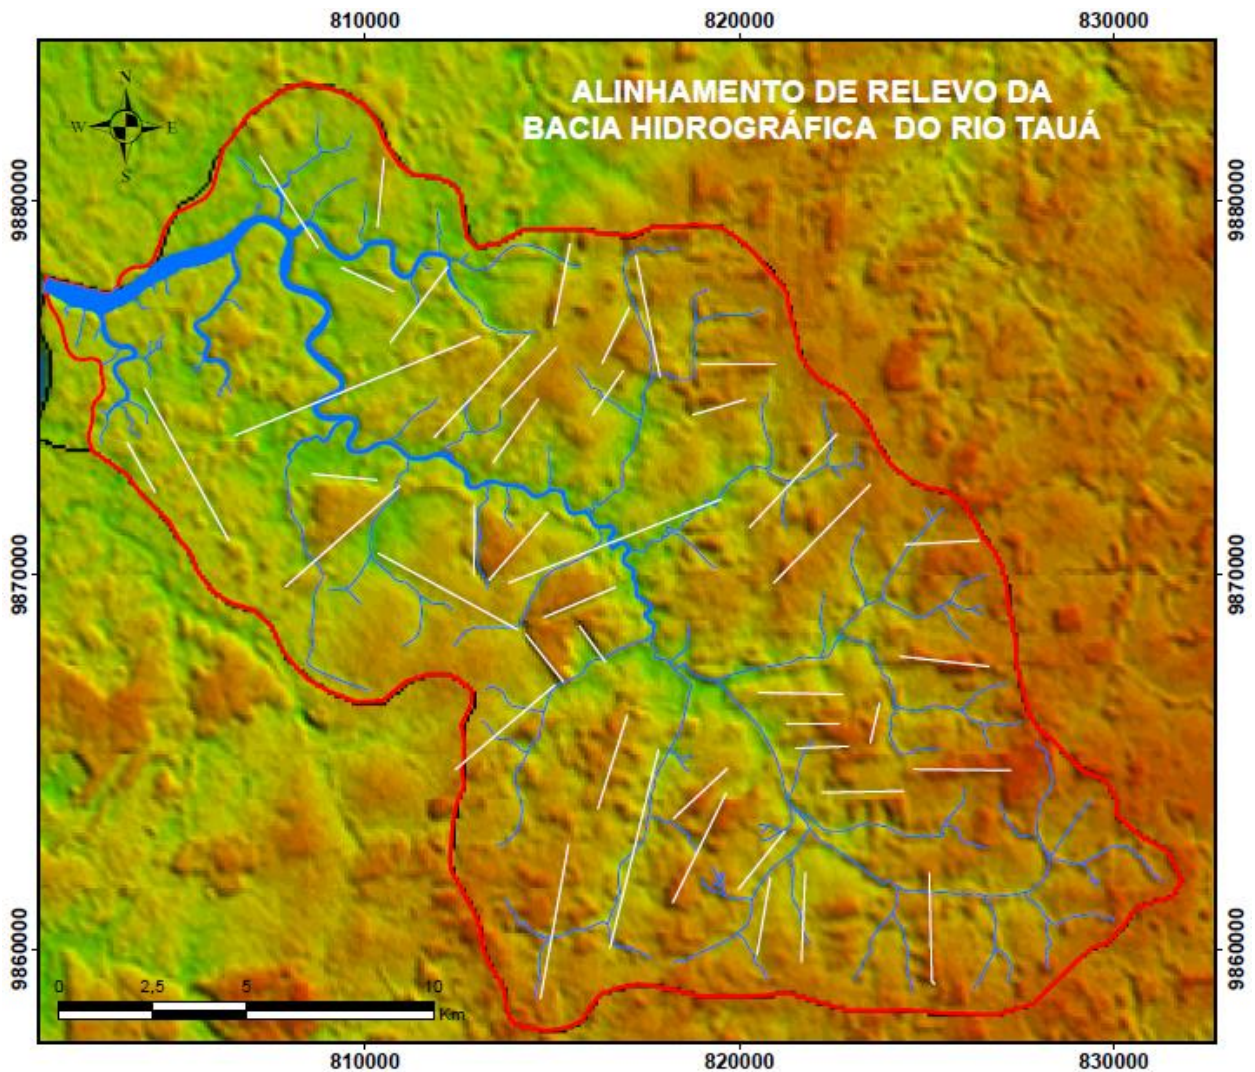 810000 820000 830000
ALINHAMENTO DE RELEVO DA
BACIA HIDROGRÁFICA DO RIO TAUÁ
N
W E
S
9880000 9880000
9870000 9870000
9860000 9860000
0 2,5 5 10
Km
810000 820000 830000